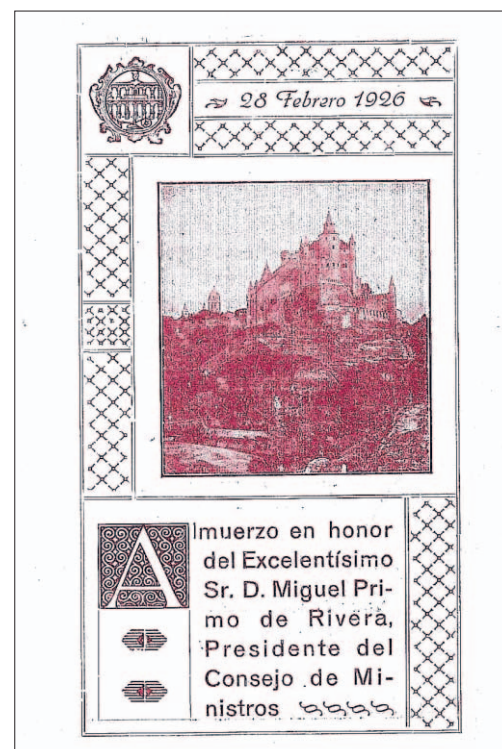 28 Febrero 1926
Almuerzo en honor
del Excelentísimo
Sr. D. Miguel Pri-
mo de Rivera,
Presidente del
Consejo de Mi-
nistros